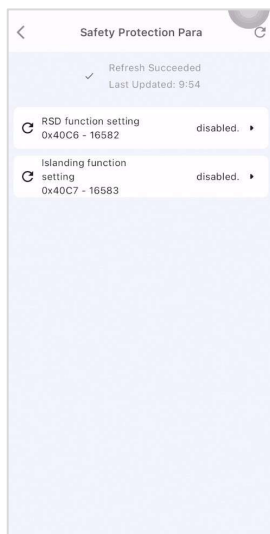 Safety Protection Para
Refresh Succeeded
Last Updated: 9:54
RSD function setting
0x40C6 - 16582
disabled.
Islanding function
setting
0x40C7 - 16583
disabled.